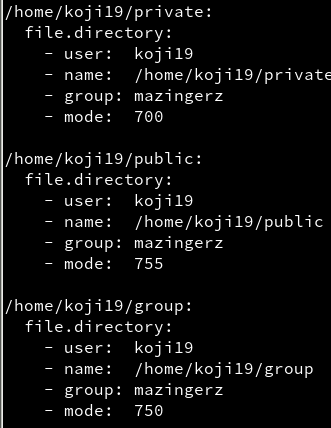 /home/koji19/private:
  file.directory:
    - user:  koji19
    - name:  /home/koji19/private
    - group: mazingerz
    - mode:  700

/home/koji19/public:
  file.directory:
    - user:  koji19
    - name:  /home/koji19/public
    - group: mazingerz
    - mode:  755

/home/koji19/group:
  file.directory:
    - user:  koji19
    - name:  /home/koji19/group
    - group: mazingerz
    - mode:  750